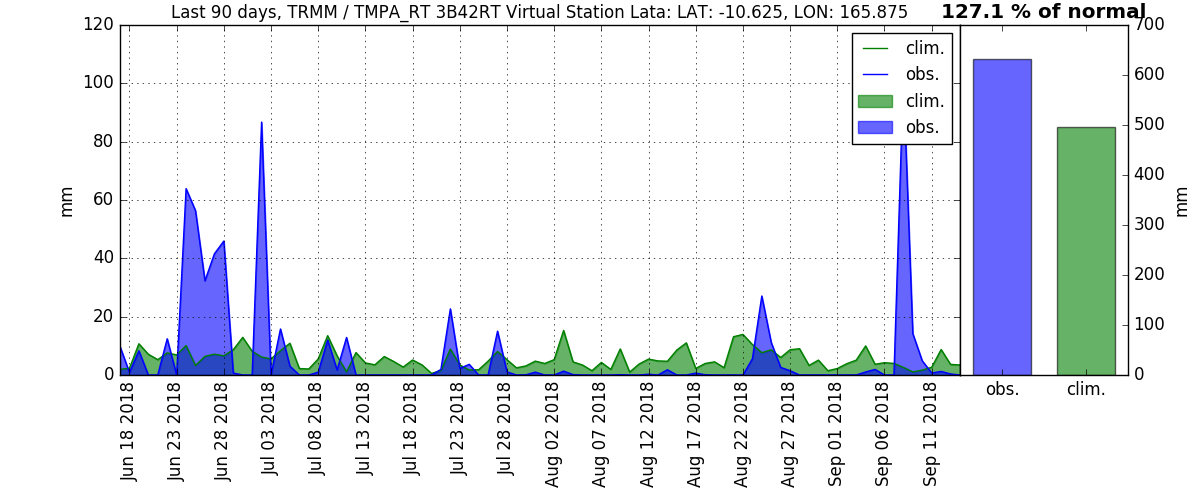 Last 90 days, TRMM / TMPA_RT 3B42RT Virtual Station Lata: LAT: -10.625, LON: 165.875
127.1 % of normal
120
100
80
60
40
20
0
mm
clim.
obs.
clim.
obs.
Jun 18 2018
Jun 23 2018
Jun 28 2018
Jul 03 2018
Jul 08 2018
Jul 13 2018
Jul 18 2018
Jul 23 2018
Jul 28 2018
Aug 02 2018
Aug 07 2018
Aug 12 2018
Aug 17 2018
Aug 22 2018
Aug 27 2018
Sep 01 2018
Sep 06 2018
Sep 11 2018
700
600
500
400
300
200
100
0
mm
obs.
clim.